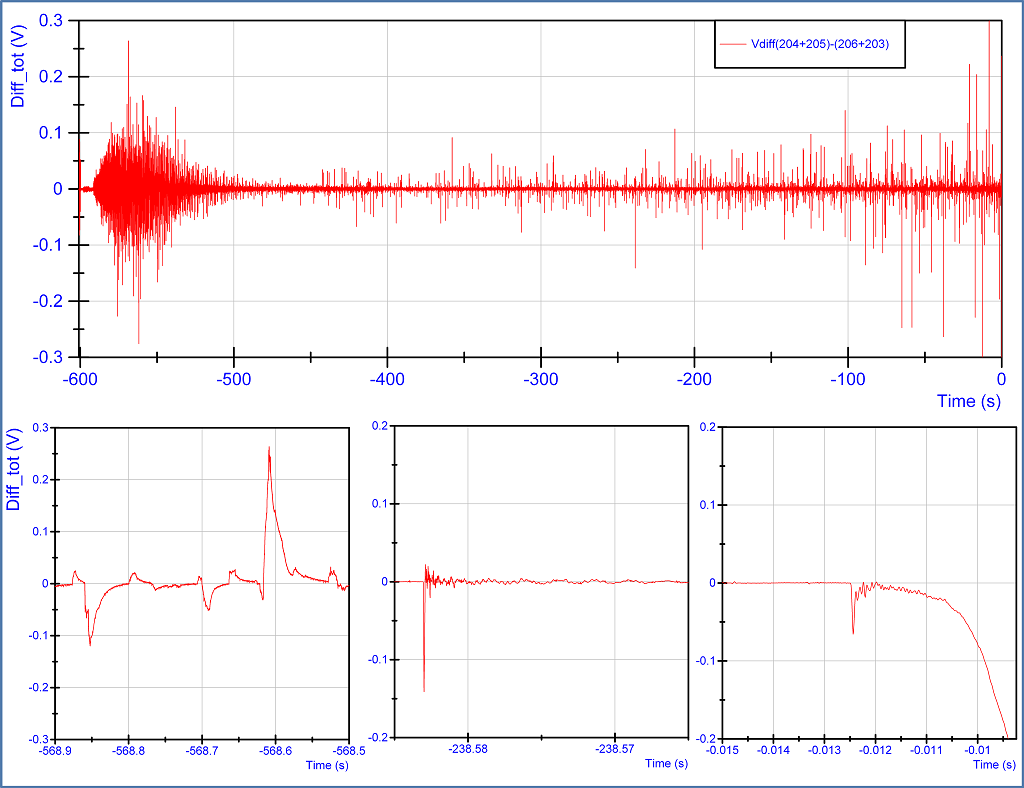 Diff_tot (V)
0.3
0.2
0.1
0
-0.1
-0.2
-0.3
Vdiff(204+205)-(206+203)
-600 -500 -400 -300 -200 -100 0
Time (s)
Diff_tot (V)
0.3
0.2
0.1
0
-0.1
-0.2
-0.3
-568.9 -568.8 -568.7 -568.6 -568.5
Time (s)
0.2
0.1
0
-0.1
-0.2
-238.58 -238.57
Time (s)
0.2
0.1
0
-0.1
-0.2
-0.015 -0.014 -0.013 -0.012 -0.011 -0.01
Time (s)